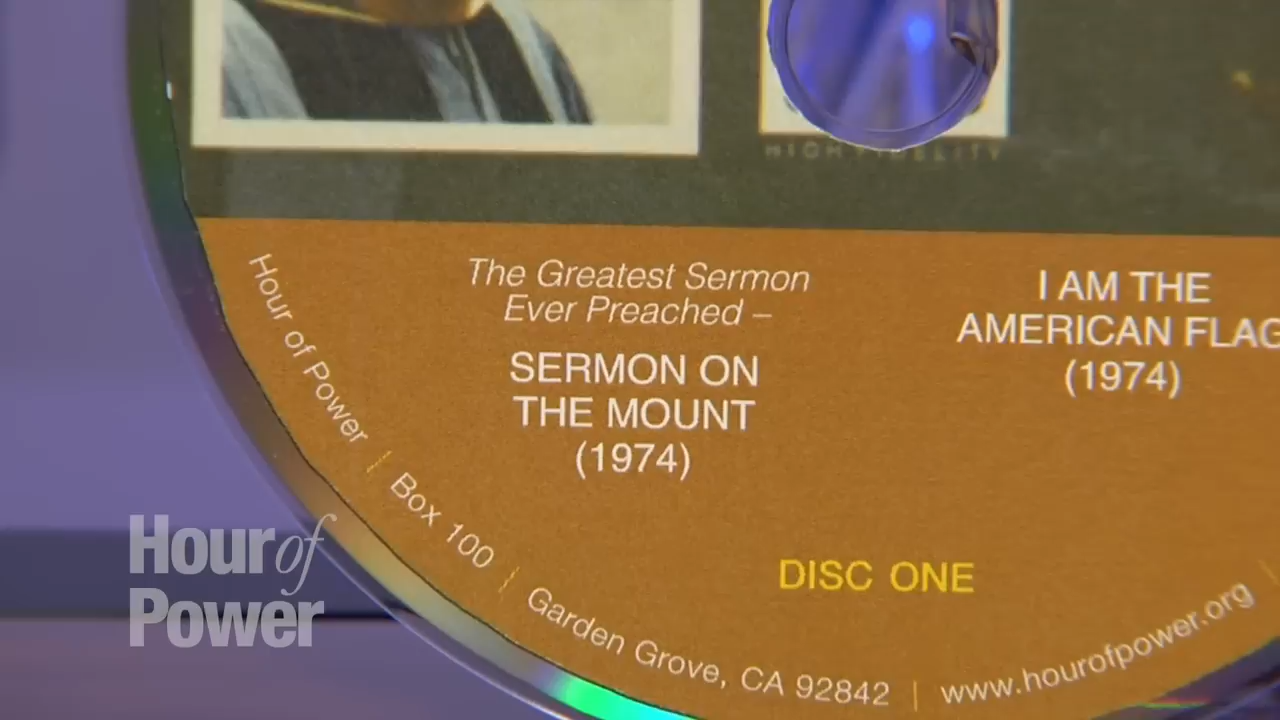 HIGH FIDELITY
The Greatest Sermon
Ever Preached –
SERMON ON
THE MOUNT
(1974)
I AM THE
AMERICAN FLAG
(1974)
DISC ONE
Hour of Power | Box 100 | Garden Grove, CA 92842 | www.hourofpower.org
Hour of
Power